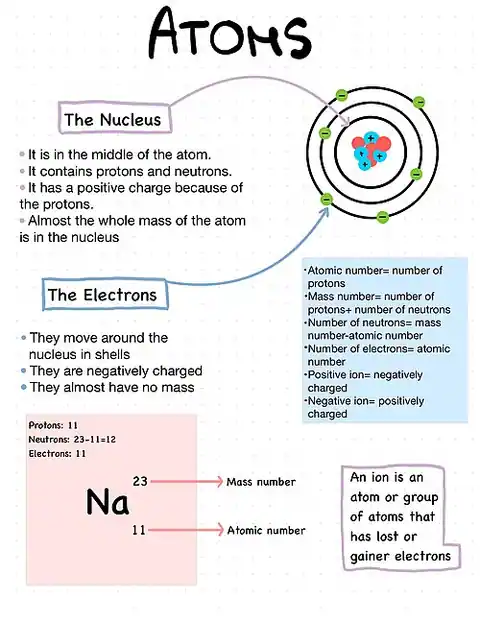 ATOMS
The Nucleus
It is in the middle of the atom.
It contains protons and neutrons.
It has a positive charge because of
the protons.
Almost the whole mass of the atom
is in the nucleus
The Electrons
They move around the
nucleus in shells
They are negatively charged
They almost have no mass
•Atomic number= number of
protons
•Mass number= number of
protons+ number of neutrons
•Number of neutrons= mass
number-atomic number
•Number of electrons= atomic
number
•Positive ion= negatively
charged
•Negative ion= positively
charged
Protons: 11
Neutrons: 23-11=12
Electrons: 11
23
Mass number
Na
11
Atomic number
An ion is an
atom or group
of atoms that
has lost or
gainer electrons